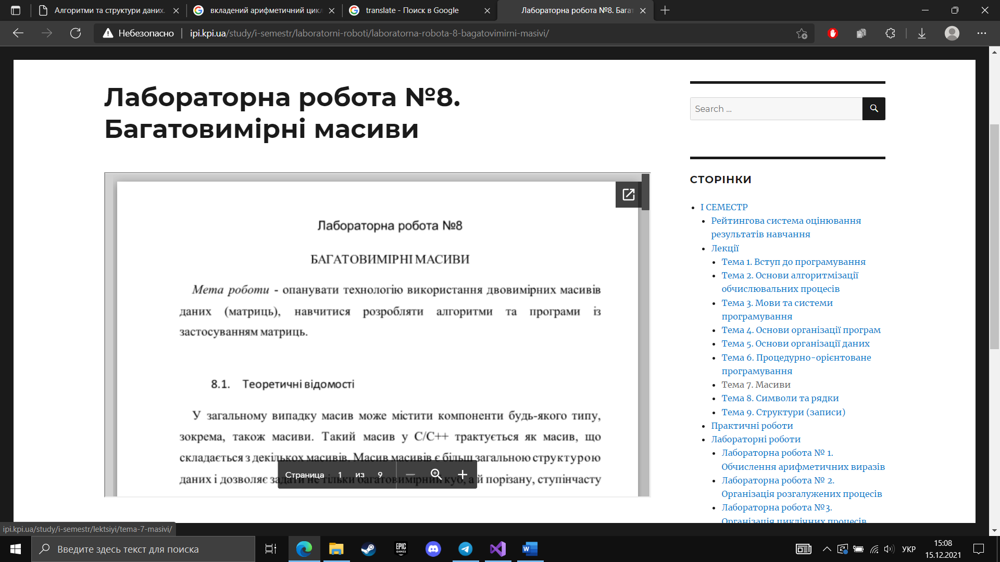 Алгоритми та структури даних.
вкладений арифметичний цикл
translate - Поиск в Google
Лабораторна робота №8. Багат
Небезопасно
ipi.kpi.ua/study/i-semestr/laboratorni-roboti/laboratorna-robota-8-bagatovimirni-masivi/
Лабораторна робота №8.
Багатовимірні масиви
Лабораторна робота №8
БАГАТОВИМІРНІ МАСИВИ
Мета роботи - опанувати технологію використання двовимірних масивів
даних (матриць), навчитися розробляти алгоритми та програми із
застосуванням матриць.
8.1. Теоретичні відомості
У загальному випадку масив може містити компоненти будь-якого типу,
зокрема, також масиви. Такий масив у С/С++ трактується як масив, що
складається з декількох масивів. Масив масивів є більш загальною структурою
даних і дозволяє задати не тільки багатовимірний куб, а й порізану, ступінчасту
Страница 1 из 9
Search ...
СТОРІНКИ
І СЕМЕСТР
Рейтингова система оцінювання
результатів навчання
Лекції
Тема 1. Вступ до програмування
Тема 2. Основи алгоритмізації
обчислювальних процесів
Тема 3. Мови та системи
програмування
Тема 4. Основи організації програм
Тема 5. Основи організації даних
Тема 6. Процедурно-орієнтоване
програмування
Тема 7. Масиви
Тема 8. Символи та рядки
Тема 9. Структури (записи)
Практичні роботи
Лабораторні роботи
Лабораторна робота № 1.
Обчислення арифметичних виразів
Лабораторна робота № 2.
Організація розгалужених процесів
Лабораторна робота №3.
Організація циклічних процесів
ipi.kpi.ua/study/i-semestr/lektsiyi/tema-7-masivi/
Введите здесь текст для поиска
EPIC
GAMES
УКР
15:08
15.12.2021